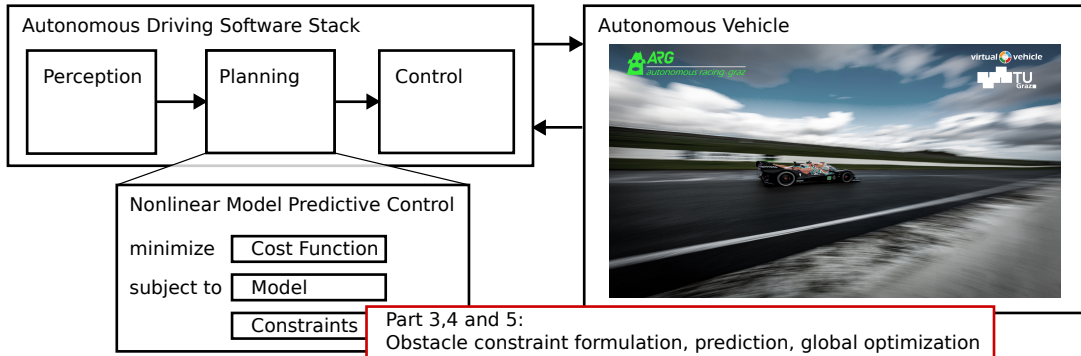 Autonomous Driving Software Stack
Perception
Planning
Control
Autonomous Vehicle
ARG
autonomous racing graz
virtual vehicle
TU
Graz
Nonlinear Model Predictive Control
minimize
Cost Function
subject to
Model
Constraints
Part 3,4 and 5:
Obstacle constraint formulation, prediction, global optimization